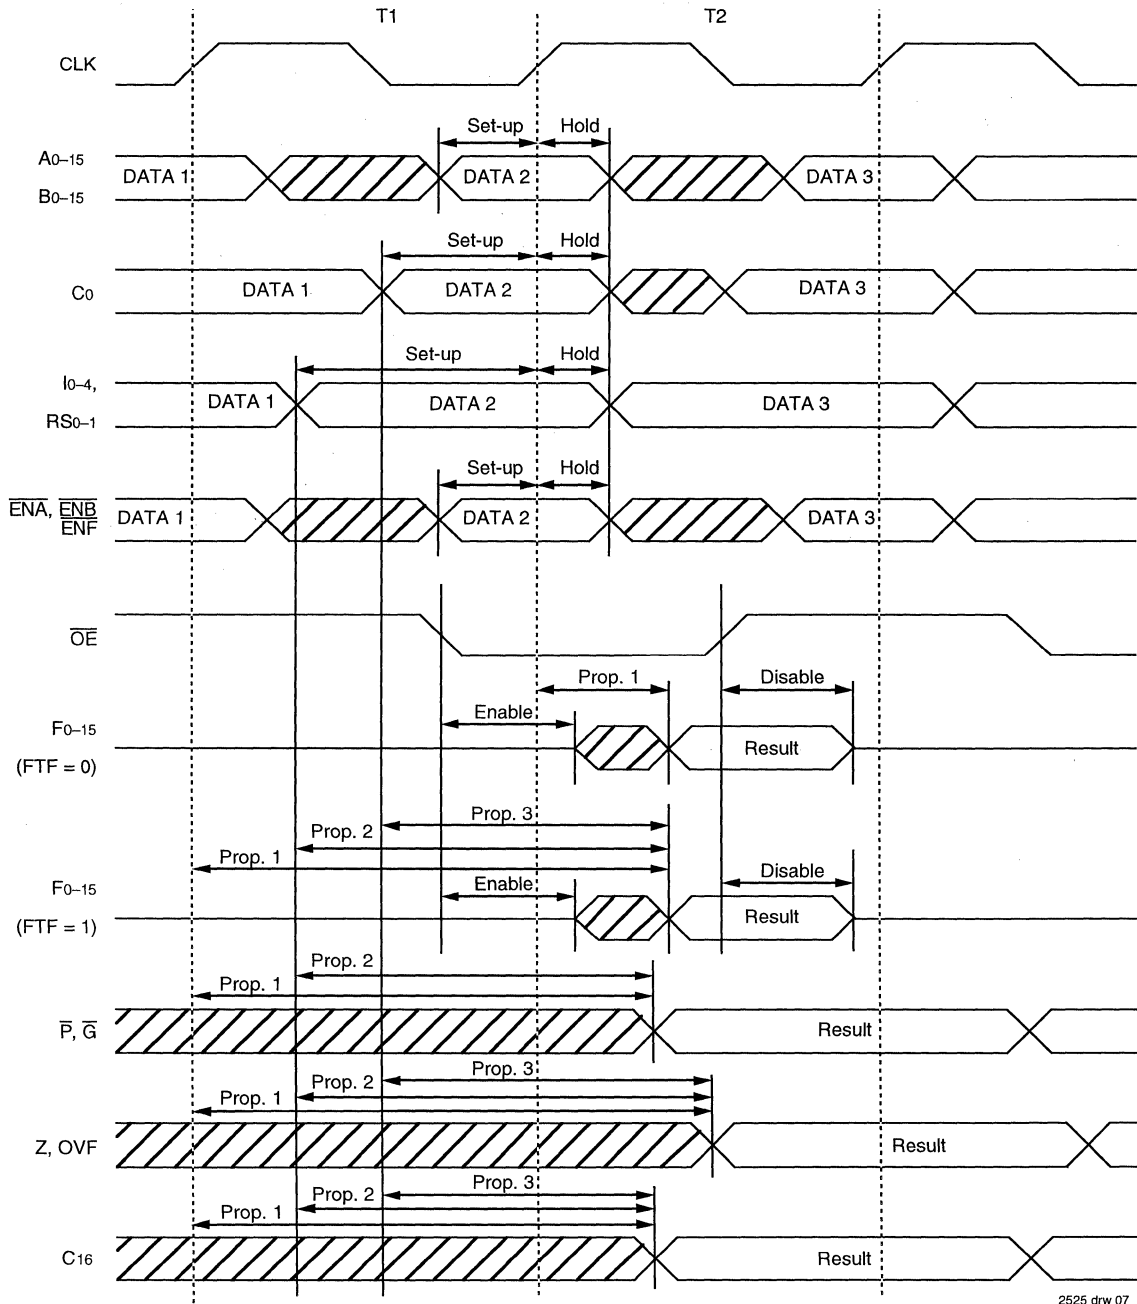 T1 T2
CLK
Set-up Hold
A0–15
DATA 1 DATA 2 DATA 3
B0–15
Set-up Hold
C0 DATA 1 DATA 2 DATA 3
Set-up Hold
I0–4,
DATA 1 DATA 2 DATA 3
RS0–1
Set-up Hold
ENA, ENB
DATA 1 DATA 2 DATA 3
ENF
OE
Prop. 1 Disable
Enable
F0–15
Result
(FTF = 0)
Prop. 3
Prop. 2
Prop. 1
Disable
Enable
F0–15
Result
(FTF = 1)
Prop. 2
Prop. 1
P, G Result
Prop. 3
Prop. 2
Prop. 1
Z, OVF Result
Prop. 3
Prop. 2
Prop. 1
C16 Result
2525 drw 07